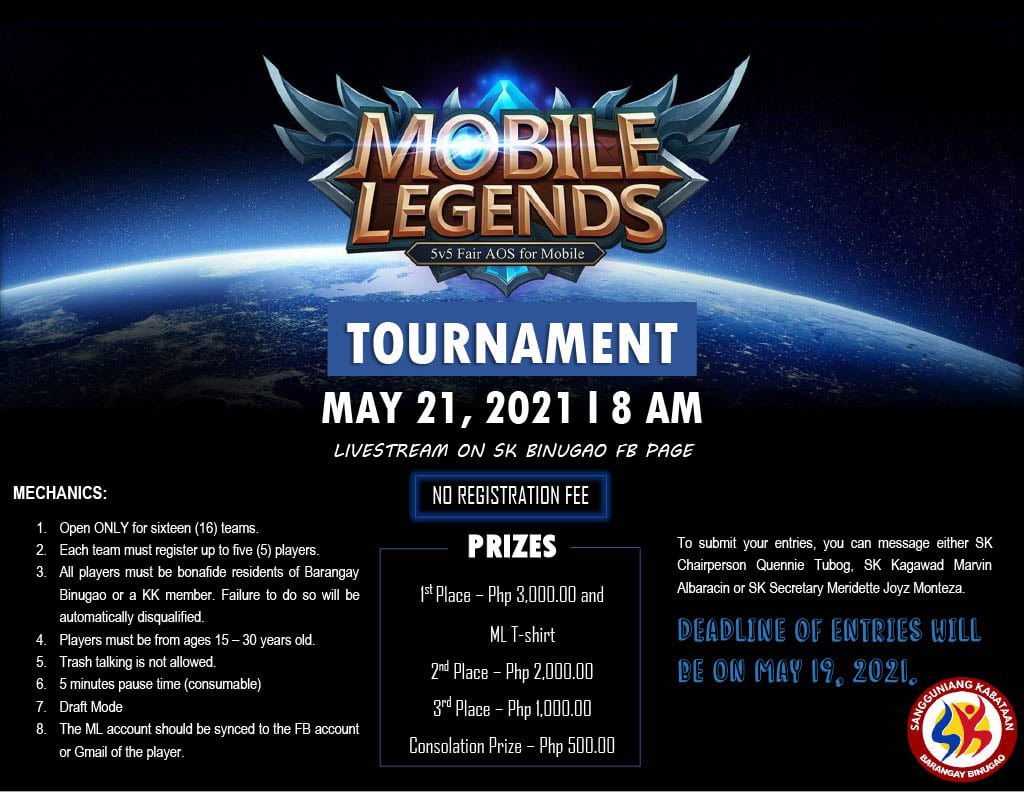 MOBILE
LEGENDS
5v5 Fair AOS for Mobile
TOURNAMENT
MAY 21, 2021 | 8 AM
LIVESTREAM ON SK BINUGAO FB PAGE
NO REGISTRATION FEE
MECHANICS:
1. Open ONLY for sixteen (16) teams.
2. Each team must register up to five (5) players.
3. All players must be bonafide residents of Barangay
Binugao or a KK member. Failure to do so will be
automatically disqualified.
4. Players must be from ages 15 – 30 years old.
5. Trash talking is not allowed.
6. 5 minutes pause time (consumable)
7. Draft Mode
8. The ML account should be synced to the FB account
or Gmail of the player.
PRIZES
1st Place – Php 3,000.00 and
ML T-shirt
2nd Place – Php 2,000.00
3rd Place – Php 1,000.00
Consolation Prize – Php 500.00
To submit your entries, you can message either SK
Chairperson Quennie Tubog, SK Kagawad Marvin
Albaracin or SK Secretary Meridette Joyz Monteza.
DEADLINE OF ENTRIES WILL
BE ON MAY 19, 2021.
SANGGUNIANG KABATAAN
BARANGAY BINUGAO